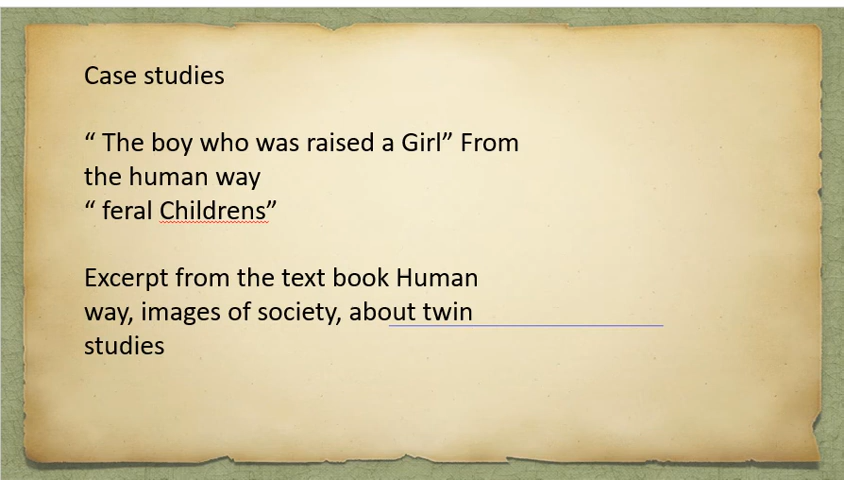 Case studies
“ The boy who was raised a Girl” From
the human way
“ feral Childrens”
Excerpt from the text book Human
way, images of society, about twin
studies